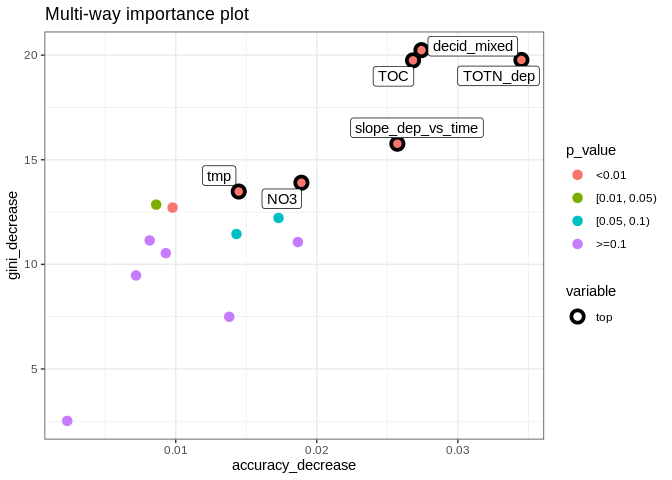 Multi-way importance plot
20
15
10
5
gini_decrease
decid_mixed
TOC
TOTN_dep
slope_dep_vs_time
tmp
NO3
0.01
0.02
0.03
accuracy_decrease
p_value
<0.01
[0.01, 0.05)
[0.05, 0.1)
>=0.1
variable
top